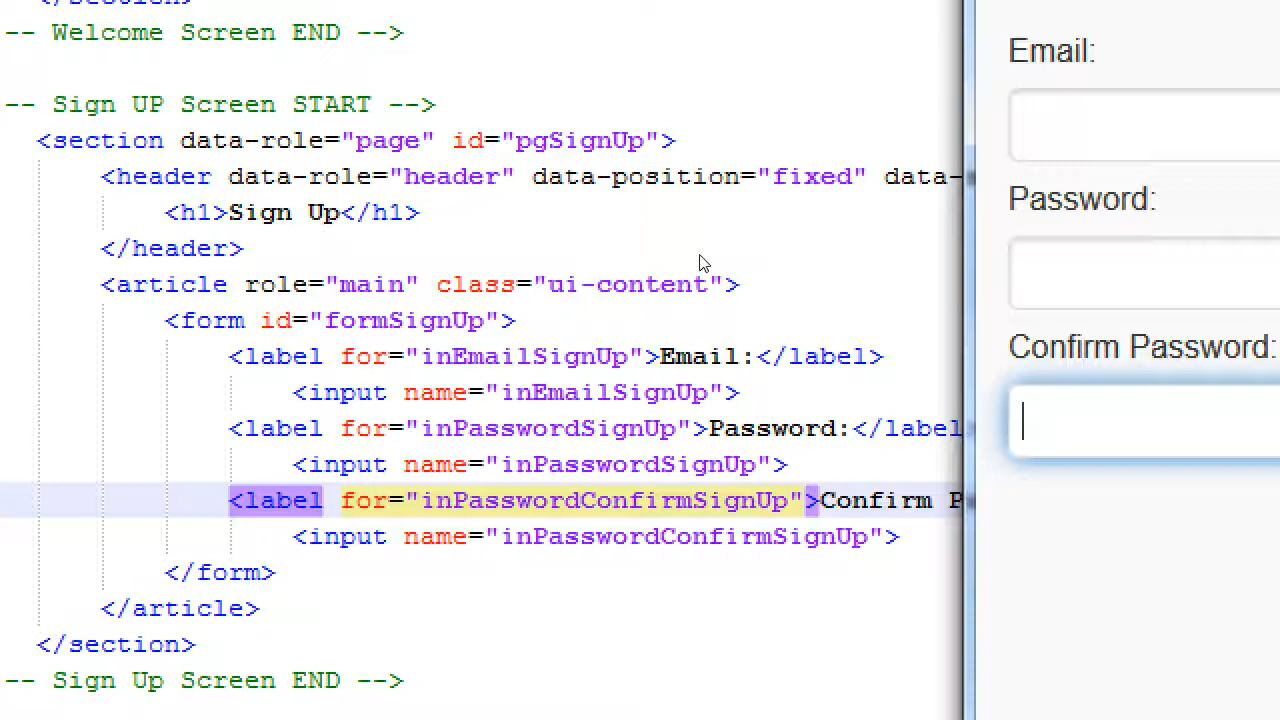 </section>
-- Welcome Screen END -->
-- Sign UP Screen START -->
<section data-role="page" id="pgSignUp">
<header data-role="header" data-position="fixed" data-
<h1>Sign Up</h1>
</header>
<article role="main" class="ui-content">
<form id="formSignUp">
<label for="inEmailSignUp">Email:</label>
<input name="inEmailSignUp">
<label for="inPasswordSignUp">Password:</label
<input name="inPasswordSignUp">
<label for="inPasswordConfirmSignUp">Confirm P
<input name="inPasswordConfirmSignUp">
</form>
</article>
</section>
-- Sign Up Screen END -->
Email:
Password:
Confirm Password: